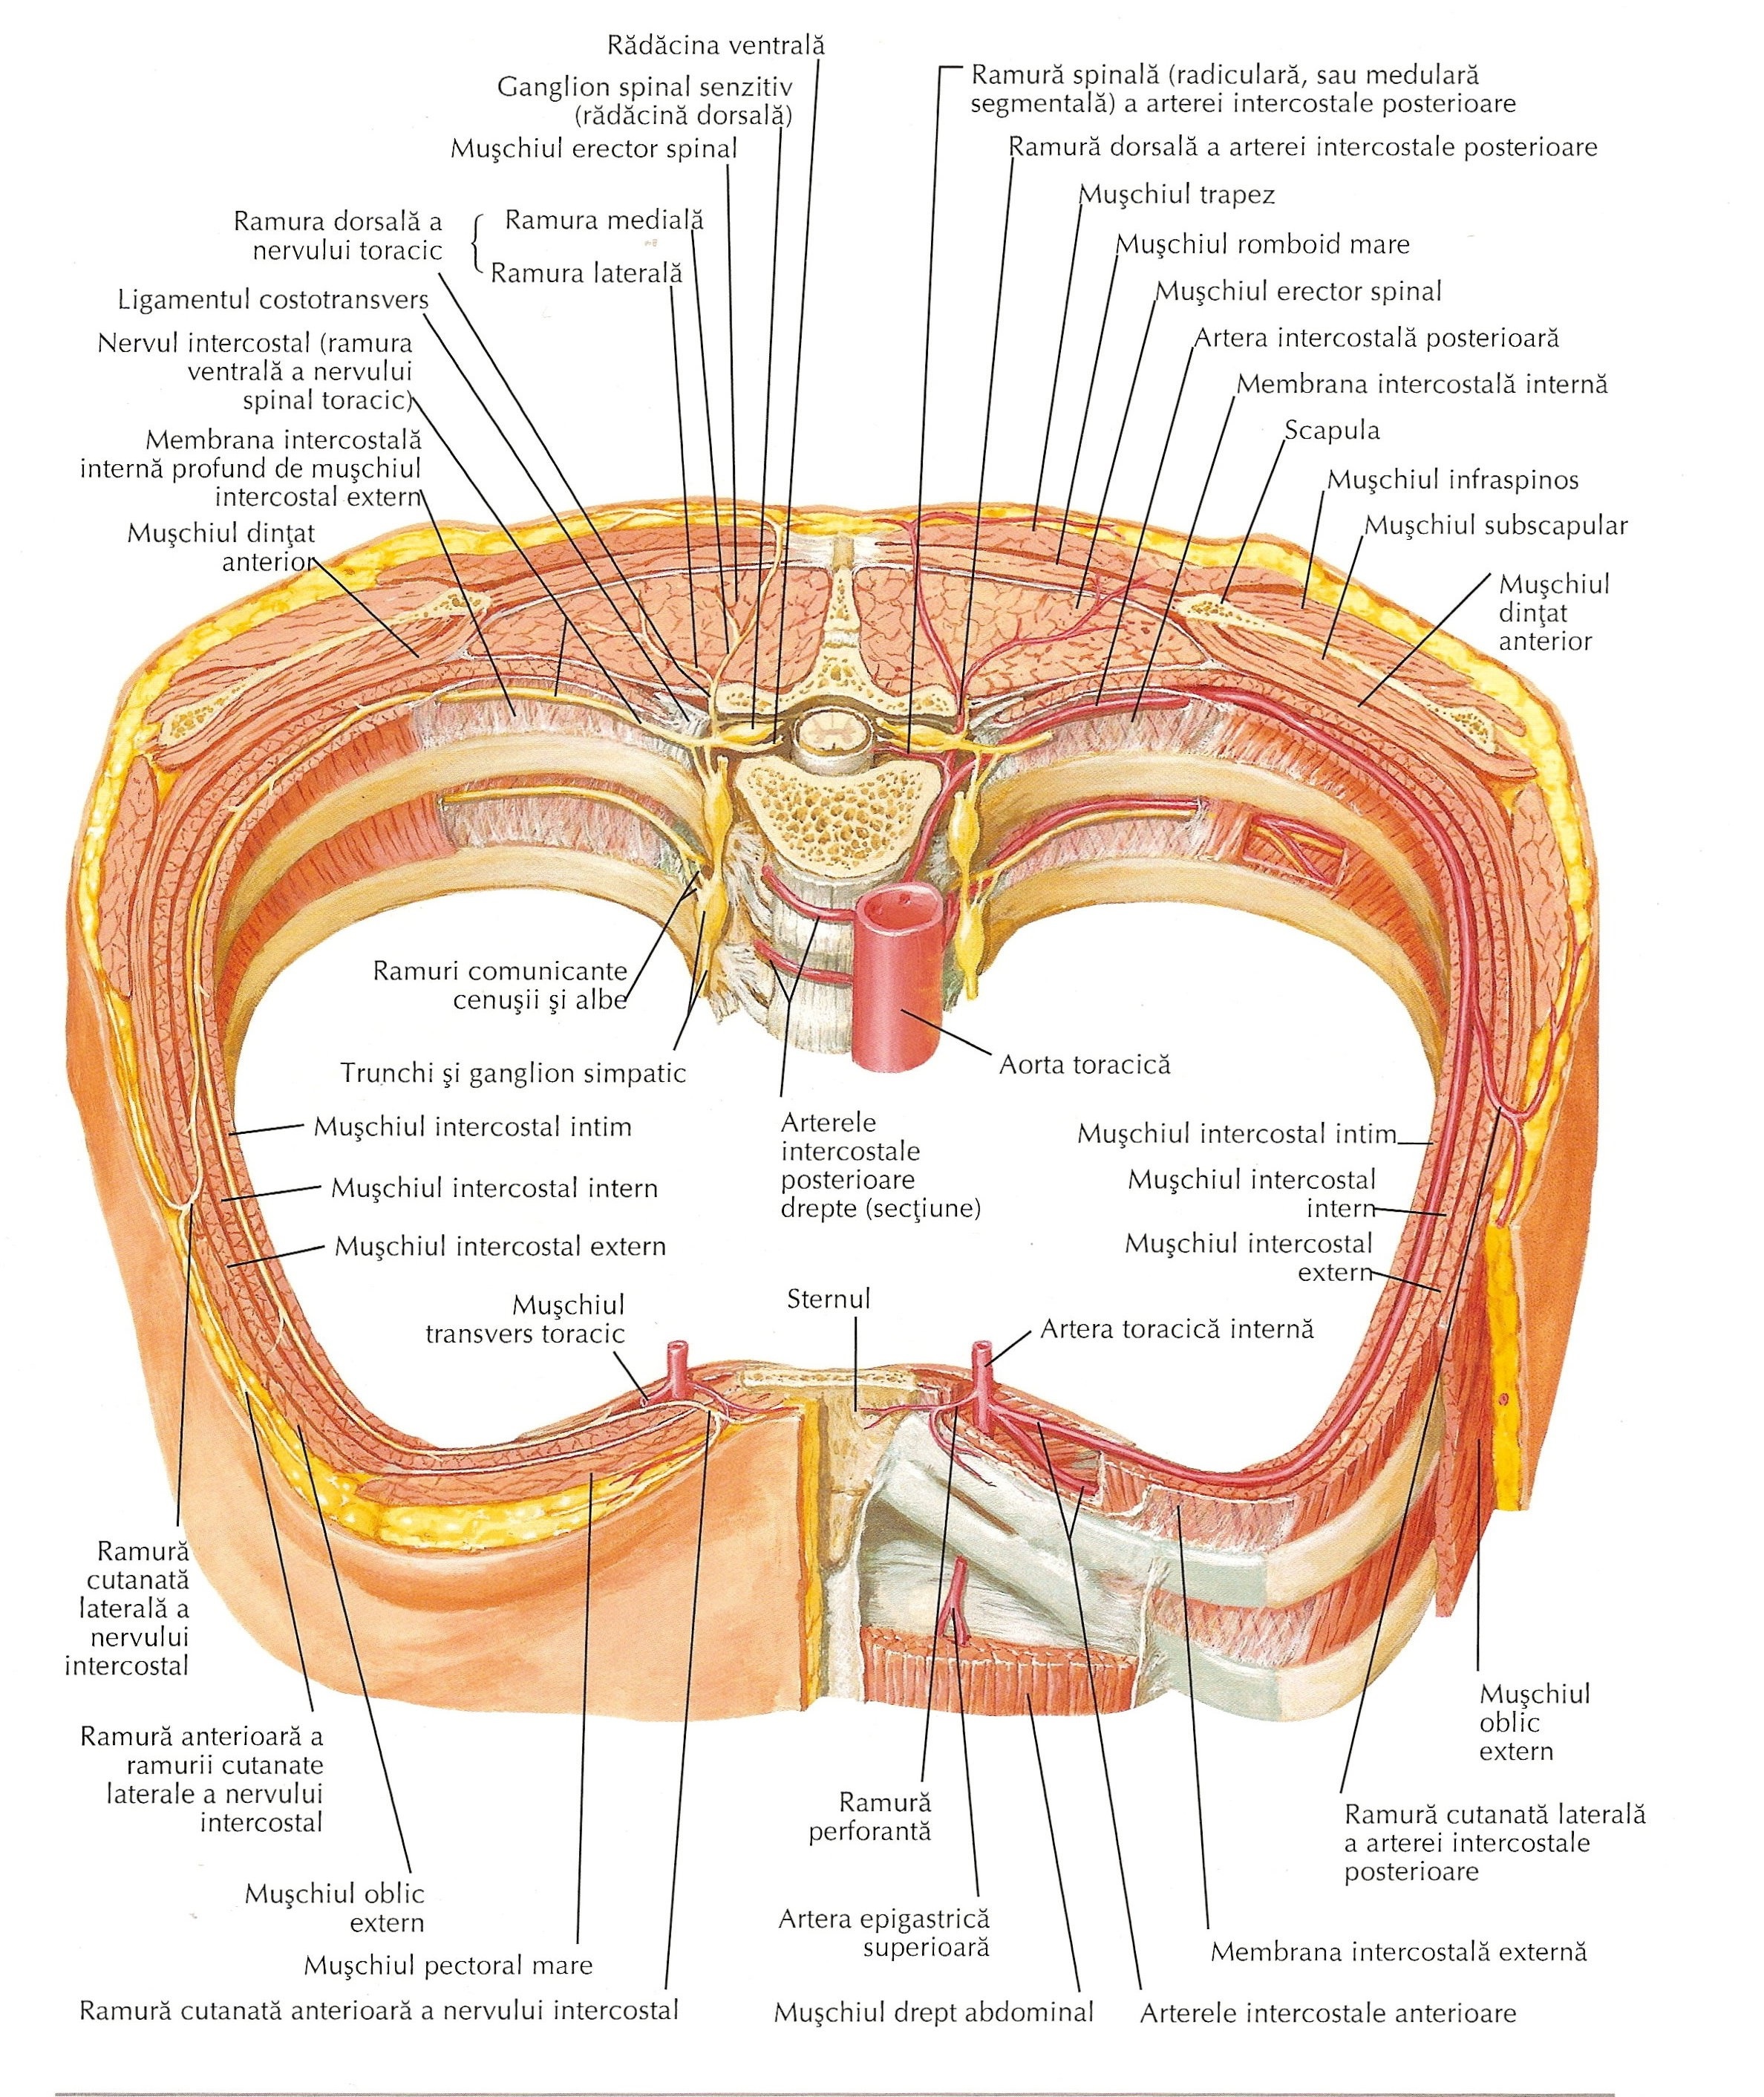 Rădăcina ventrală
Ganglion spinal senzitiv
(rădăcină dorsală)
Muşchiul erector spinal
Ramura dorsală a
nervului toracic
Ramura medială
Ramura laterală
Ligamentul costotransvers
Nervul intercostal (ramura
ventrală a nervului
spinal toracic)
Membrana intercostală
internă profund de muşchiul
intercostal extern
Muşchiul dinţat
anterior
Ramură spinală (radiculară, sau medulară
segmentală) a arterei intercostale posterioare
Ramură dorsală a arterei intercostale posterioare
Muşchiul trapez
Muşchiul romboid mare
Muşchiul erector spinal
Artera intercostală posterioară
Membrana intercostală internă
Scapula
Muşchiul infraspinos
Muşchiul subscapular
Muşchiul
dinţat
anterior
Ramuri comunicante
cenuşii şi albe
Trunchi şi ganglion simpatic
Aorta toracică
Arterele
intercostale
posterioare
drepte (secţiune)
Muşchiul intercostal intim
Muşchiul intercostal intern
Muşchiul intercostal extern
Muşchiul intercostal intim
Muşchiul intercostal
intern
Muşchiul intercostal
extern
Muşchiul
transvers toracic
Sternul
Artera toracică internă
Ramură
cutanată
laterală a
nervului
intercostal
Ramură anterioară a
ramurii cutanate
laterale a nervului
intercostal
Muşchiul oblic
extern
Muşchiul pectoral mare
Ramură cutanată anterioară a nervului intercostal
Ramură
perforantă
Artera epigastrică
superioară
Muşchiul drept abdominal
Muşchiul
oblic
extern
Ramură cutanată laterală
a arterei intercostale
posterioare
Membrana intercostală externă
Arterele intercostale anterioare